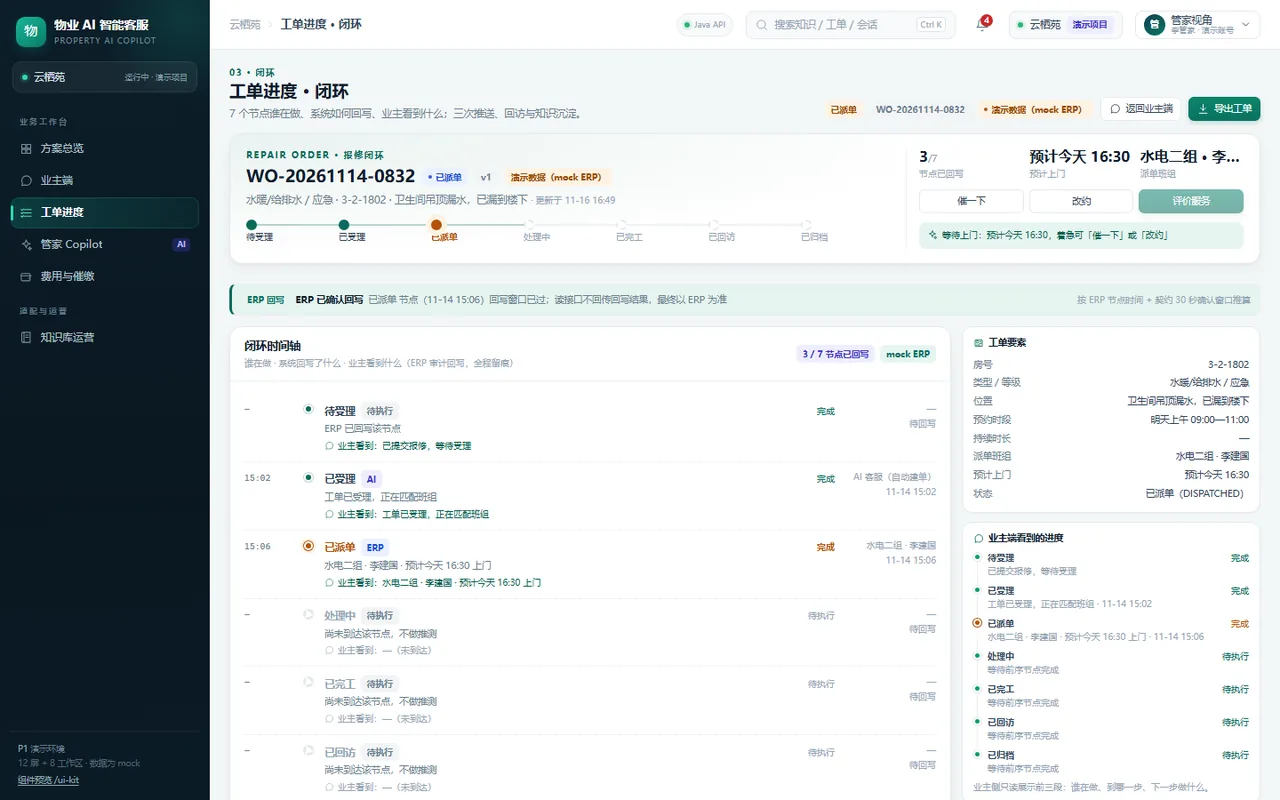 物
物业 AI 智能客服
PROPERTY AI COPILOT
云栖苑
运行中 · 演示项目
业务工作台
方案总览
业主端
工单进度
管家 Copilot
AI
费用与催缴
适配与运营
知识库运营
P1 演示环境
12 屏 + 8 工作区 · 数据为 mock
组件预览 /ui-kit
云栖苑
工单进度 • 闭环
Java API
搜索知识 / 工单 / 会话
Ctrl K
4
云栖苑
演示项目
管
管家视角
李管家 · 演示账号
03 • 闭环
工单进度 • 闭环
7 个节点谁在做、系统如何回写、业主看到什么；三次推送、回访与知识沉淀。
已派单
WO-20261114-0832
演示数据（mock ERP）
返回业主端
导出工单
REPAIR ORDER • 报修闭环
WO-20261114-0832
已派单
v1
演示数据（mock ERP）
水暖/给排水 / 应急 · 3-2-1802 · 卫生间吊顶漏水，已漏到楼下 · 更新于 11-16 16:49
待受理
已受理
已派单
处理中
已完工
已回访
已归档
3/7
节点已回写
预计今天 16:30
预计上门
水电二组 • 李…
派单班组
催一下
改约
评价服务
等待上门：预计今天 16:30，着急可「催一下」或「改约」
ERP 回写
ERP 已确认回写 已派单 节点（11-14 15:06）回写窗口已过；该接口不回传回写结果，最终以 ERP 为准
按 ERP 节点时间 + 契约 30 秒确认窗口推算
闭环时间轴
谁在做 · 系统回写了什么 · 业主看到什么（ERP 审计回写，全程留痕）
3 / 7 节点已回写
mock ERP
–
待受理
待执行
ERP 已回写该节点
业主看到：已提交报修，等待受理
完成
—
待回写
15:02
已受理
AI
工单已受理，正在匹配班组
业主看到：工单已受理，正在匹配班组
完成
AI 客服（自动建单）
11-14 15:02
15:06
已派单
ERP
水电二组 · 李建国 · 预计今天 16:30 上门
业主看到：水电二组 · 李建国 · 预计今天 16:30 上门
完成
水电二组 · 李建国
11-14 15:06
–
处理中
待执行
尚未到达该节点，不做推测
业主看到：—（未到达）
待执行
—
待回写
–
已完工
待执行
尚未到达该节点，不做推测
业主看到：—（未到达）
待执行
—
待回写
–
已回访
待执行
尚未到达该节点，不做推测
业主看到：—（未到达）
待执行
—
待回写
工单要素
房号
3-2-1802
类型 / 等级
水暖/给排水 / 应急
位置
卫生间吊顶漏水，已漏到楼下
预约时段
明天上午 09:00—11:00
持续时长
—
派单班组
水电二组 · 李建国
预计上门
预计今天 16:30
状态
已派单（DISPATCHED）
业主端看到的进度
待受理
完成
已提交报修，等待受理
已受理
完成
工单已受理，正在匹配班组 · 11-14 15:02
已派单
完成
水电二组 · 李建国 · 预计今天 16:30 上门 · 11-14 15:06
处理中
待执行
等待前序节点完成
已完工
待执行
等待前序节点完成
已回访
待执行
等待前序节点完成
已归档
待执行
等待前序节点完成
业主侧只读展示前三段：谁在做、到哪一步、下一步做什么。